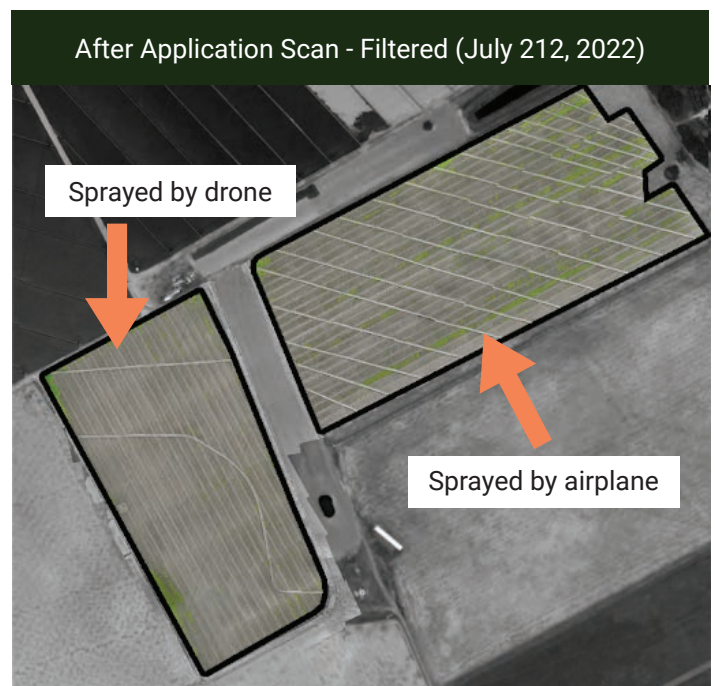 After Application Scan - Filtered (July 212, 2022)
Sprayed by drone
Sprayed by airplane